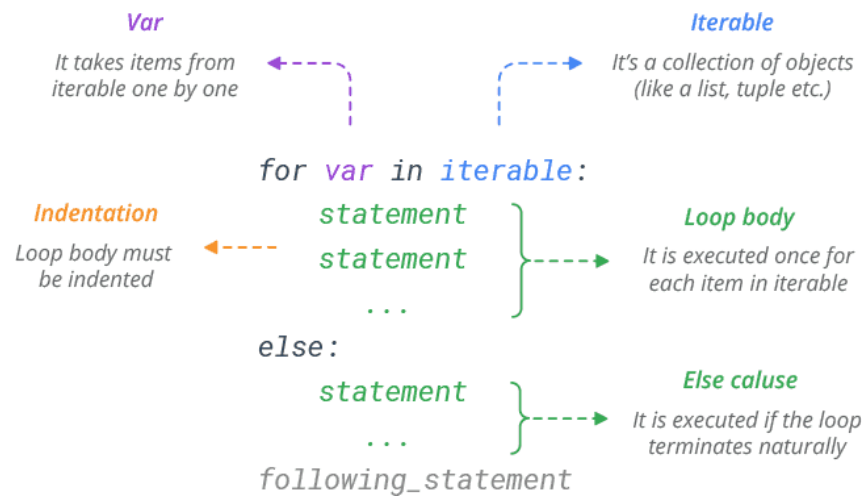 Var
It takes items from
iterable one by one
Iterable
It's a collection of objects
(like a list, tuple etc.)
for var in iterable:
Indentation
Loop body must
be indented
statement
statement
...
Loop body
It is executed once for
each item in iterable
else:
statement
...
Else caluse
It is executed if the loop
terminates naturally
following_statement